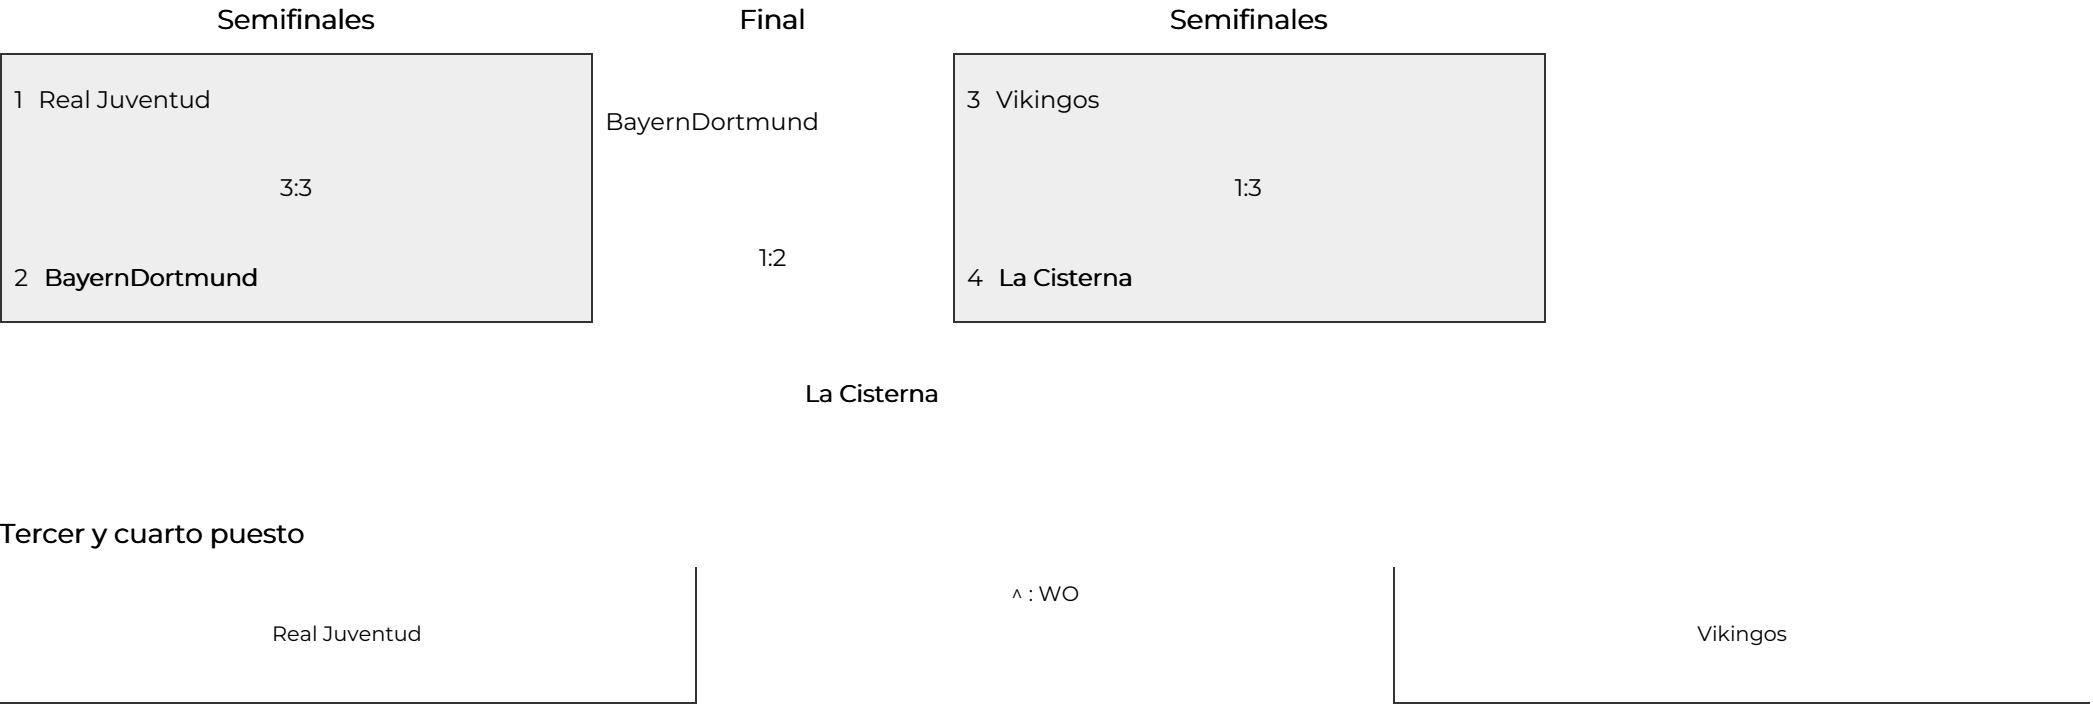 Semifinales
Final
Semifinales
1 Real Juventud
3:3
2 BayernDortmund
BayernDortmund
1:2
La Cisterna
3 Vikingos
1:3
4 La Cisterna
Tercer y cuarto puesto
Real Juventud
^ : WO
Vikingos